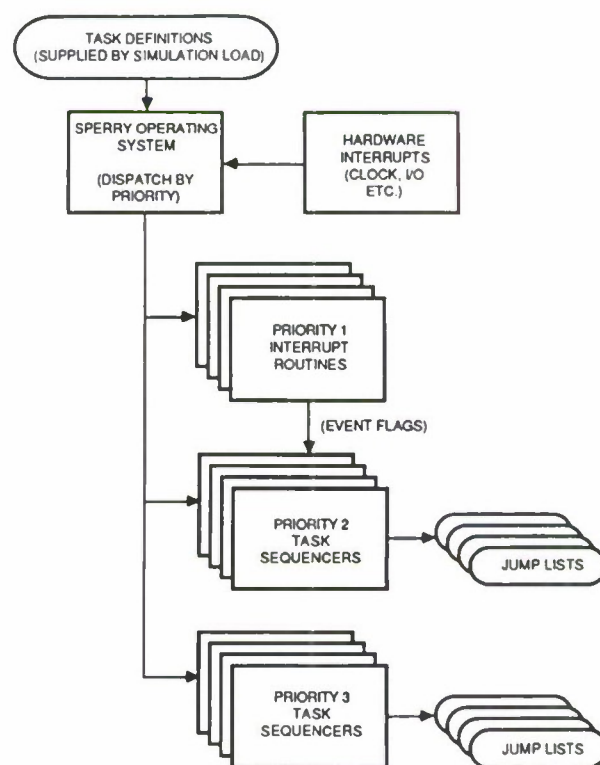 TASK DEFINITIONS
(SUPPLIED BY SIMULATION LOAD)
SPERRY OPERATING
SYSTEM
(DISPATCH BY
PRIORITY)
HARDWARE
INTERRUPTS
(CLOCK, I/O
ETC.)
PRIORITY 1
INTERRUPT
ROUTINES
(EVENT FLAGS)
PRIORITY 2
TASK
SEQUENCERS
JUMP LISTS
PRIORITY 3
TASK
SEQUENCERS
JUMP LISTS